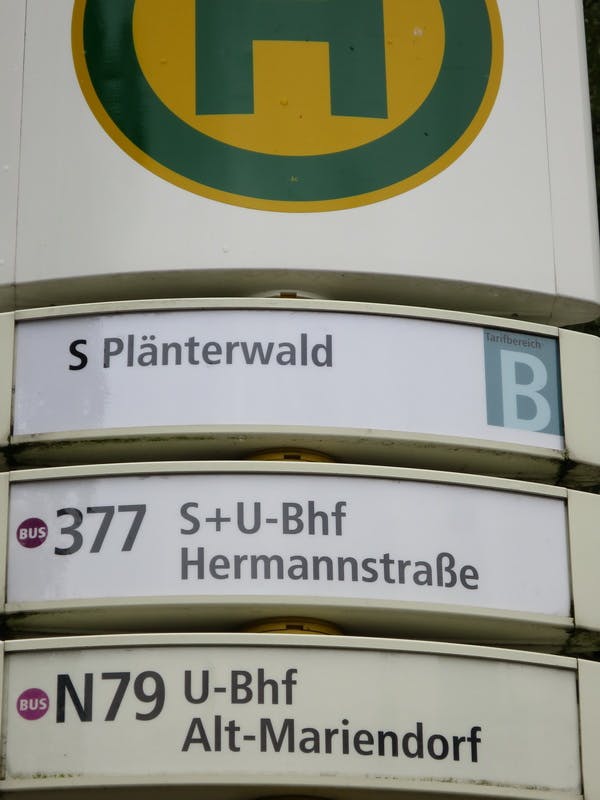 H
S Plänterwald
Tarifbereich
B
BUS 377 S+U-Bhf
Hermannstraße
BUS N79 U-Bhf
Alt-Mariendorf